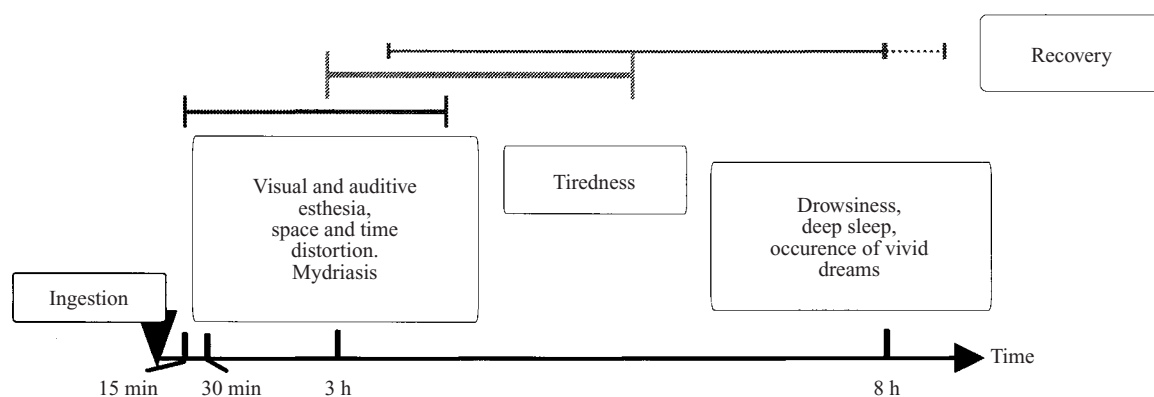 Recovery
Visual and auditive
esthesia,
space and time
distortion.
Mydriasis
Tiredness
Drowsiness,
deep sleep,
occurence of vivid
dreams
Ingestion
Time
15 min
30 min
3 h
8 h